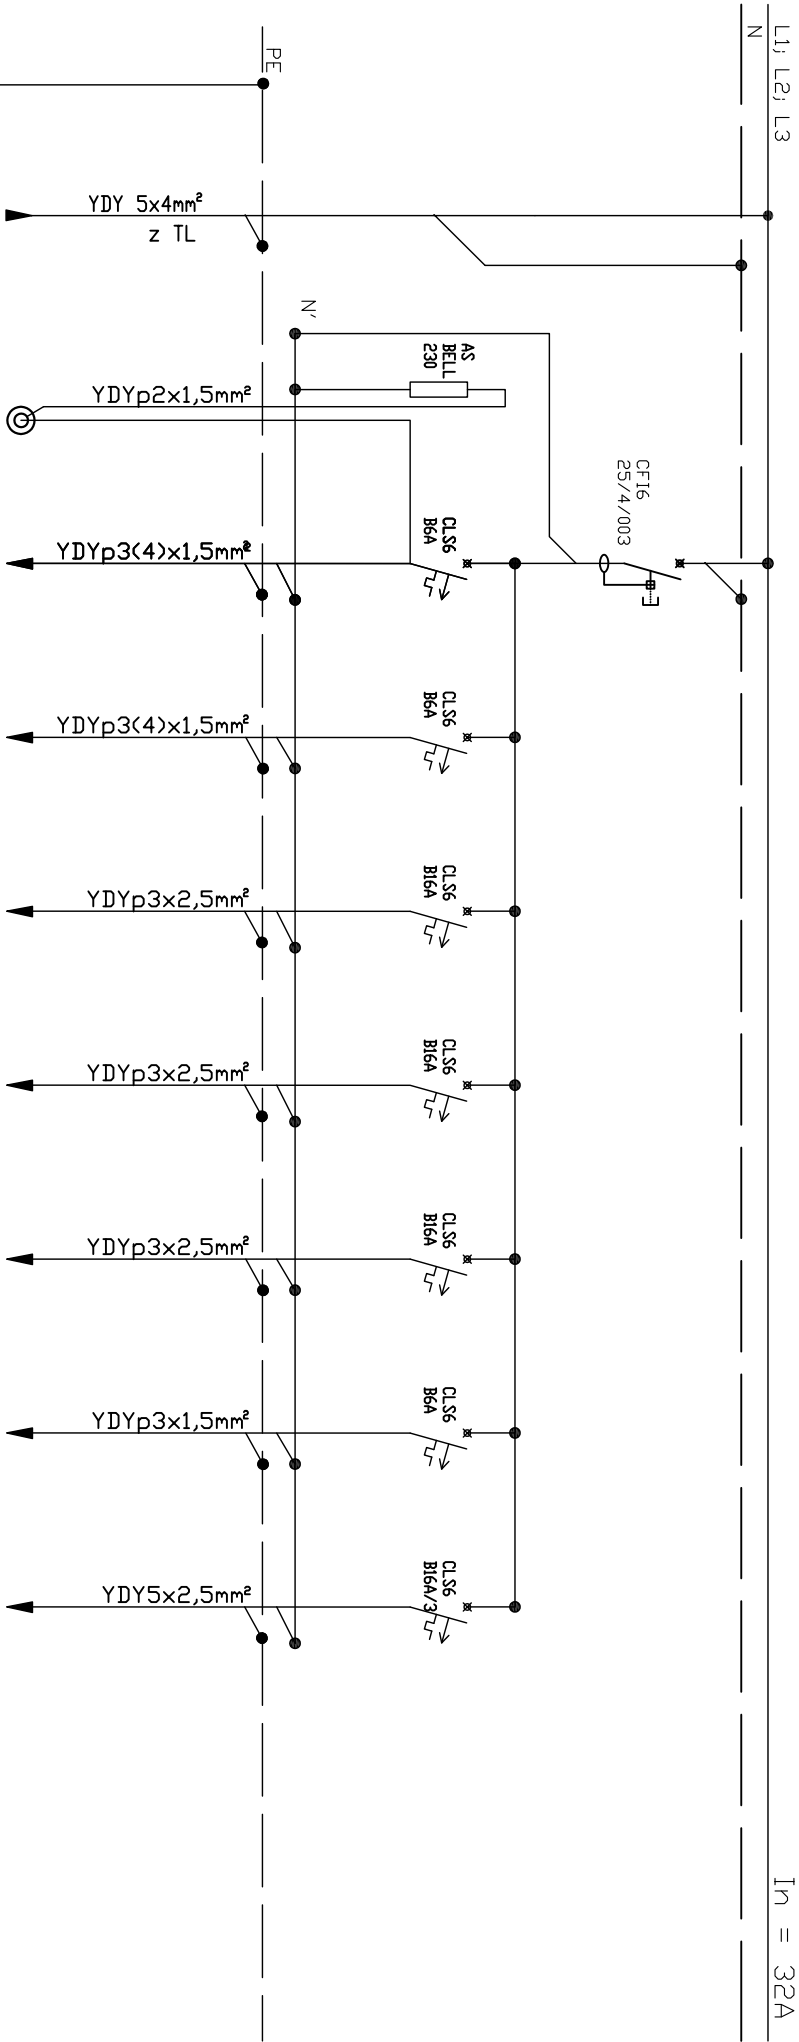 L1; L2; L3
N
In = 32A
PE
YDY 5x4mm²
z TL
N'
AS
BELL
230
YDYp2x1,5mm²
CFI6
25/4/003
CLS6
B6A
YDYp3(4)x1,5mm²
CLS6
B6A
YDYp3(4)x1,5mm²
CLS6
B16A
YDYp3x2,5mm²
CLS6
B16A
YDYp3x2,5mm²
CLS6
B16A
YDYp3x2,5mm²
CLS6
B6A
YDYp3x1,5mm²
CLS6
B16A/3
YDY5x2,5mm²